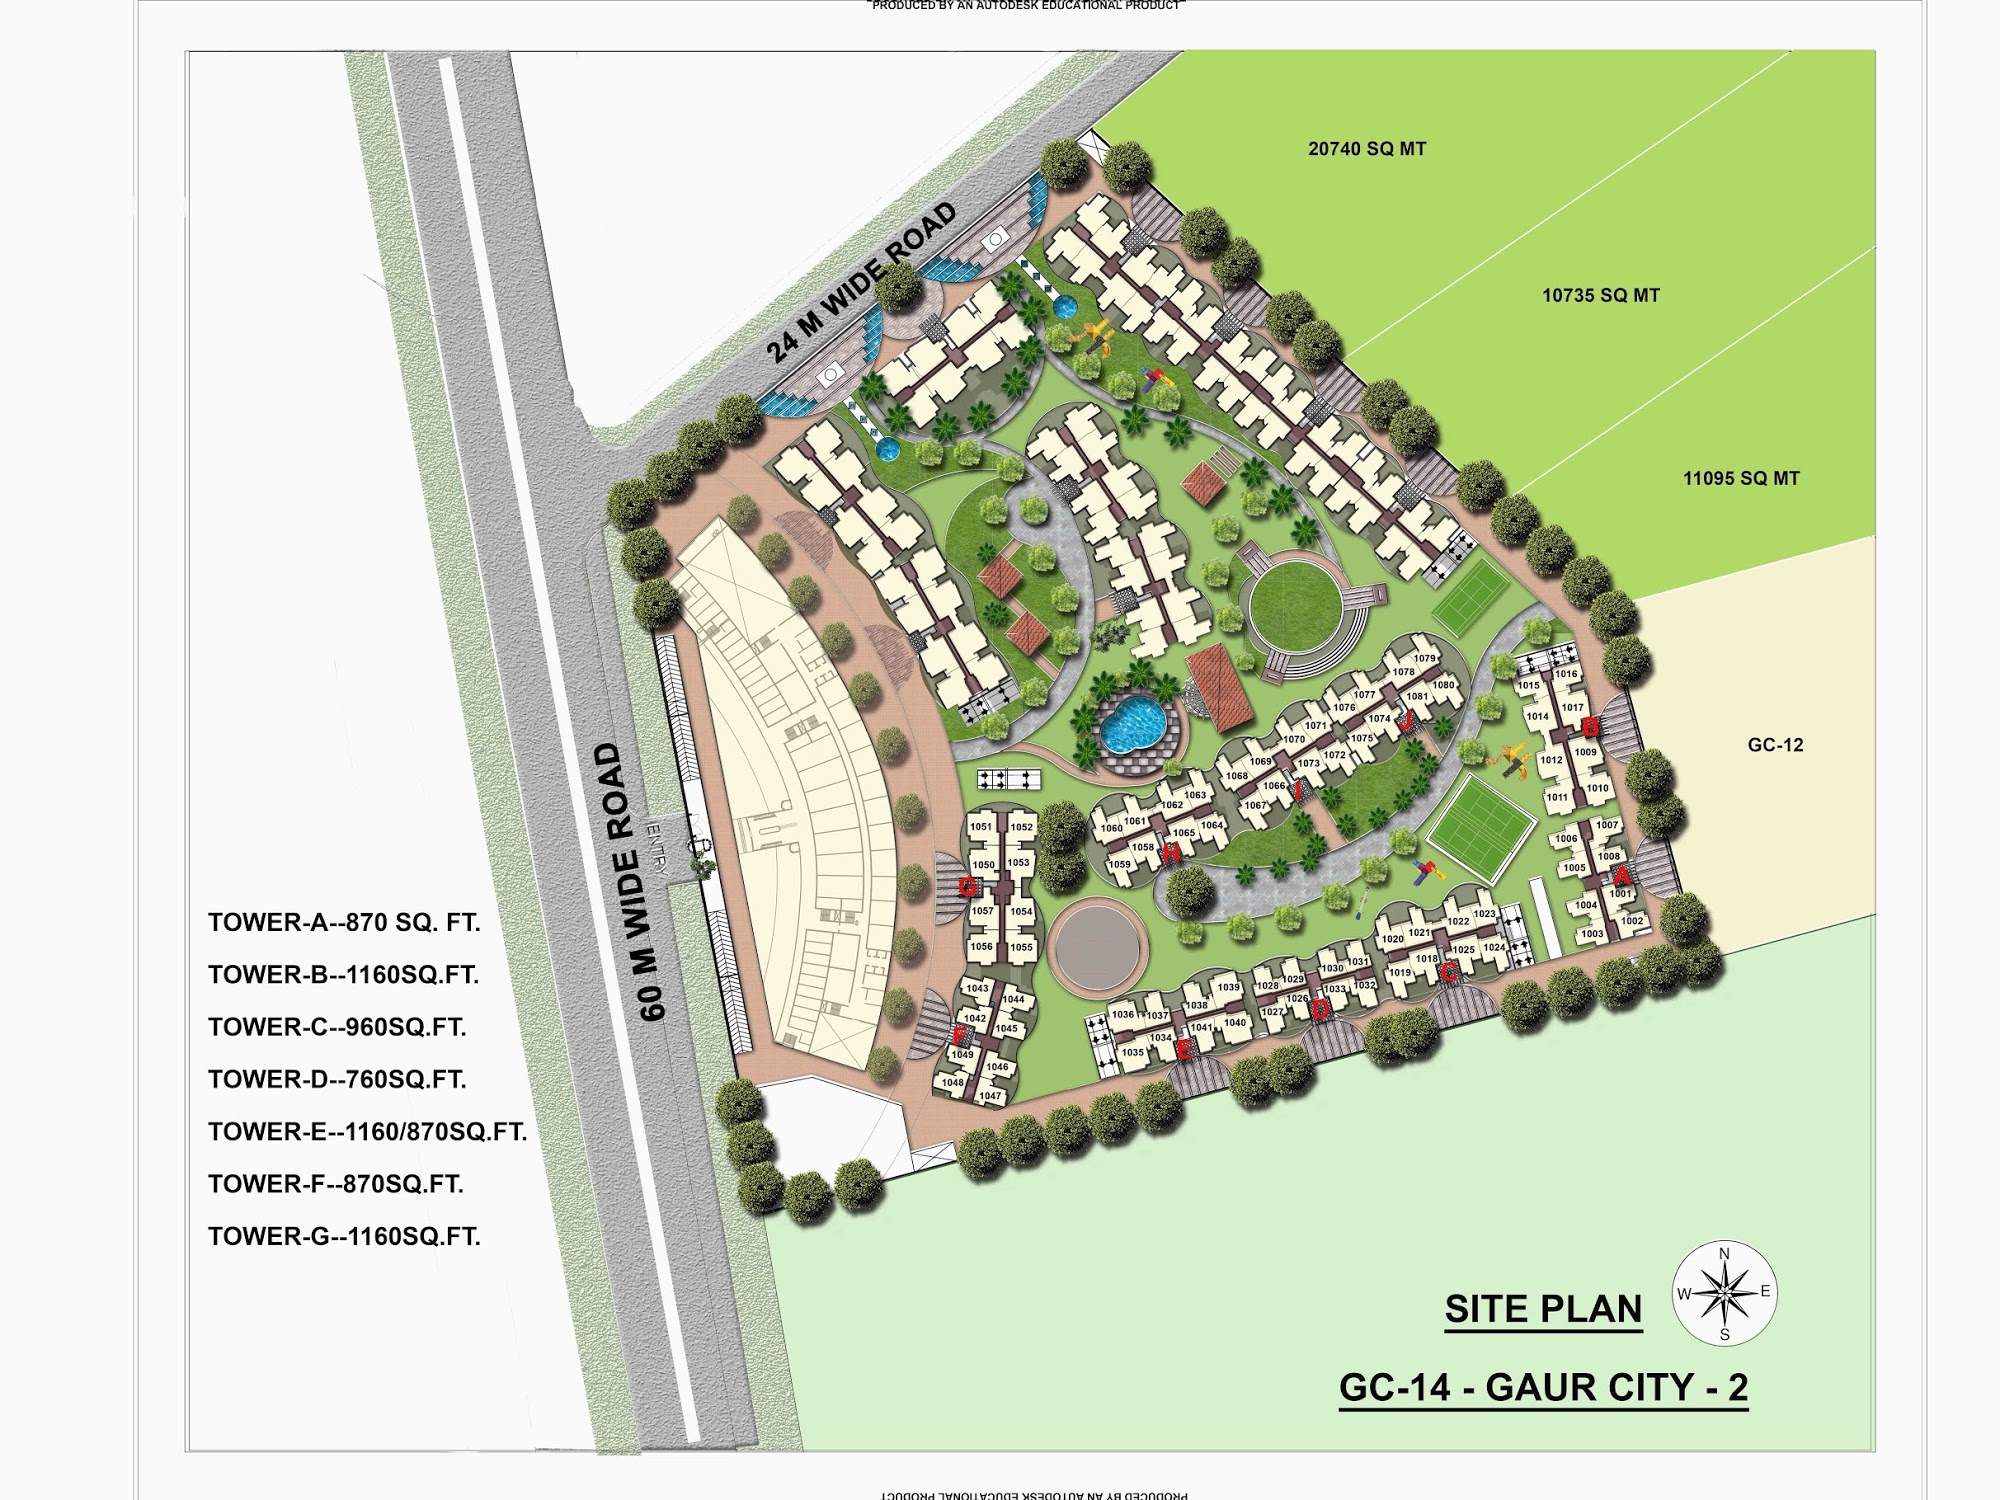 PRODUCED BY AN AUTODESK EDUCATIONAL PRODUCT
20740 SQ MT
10735 SQ MT
11095 SQ MT
GC-12
24 M WIDE ROAD
60 M WIDE ROAD
ENTRY
1079
1078
1080
1077
1081
J
1076
1074
1071
1075
1070
1072
1069
1073
1068
1066
I
1067
1063
1062
1061
1064
1060
1065
1058
H
1059
1016
1015
1017
1014
B
1009
1012
1010
1011
1007
1006
1008
1005
A
1001
1004
1002
1003
1051
1052
1050
1053
G
1057
1054
1056
1055
1043
1044
1042
1045
F
1049
1046
1048
1047
1023
1022
1021
1020
1024
1025
1018
C
1019
1031
1030
1029
1028
1032
1033
1026
D
1027
1039
1038
1037
1036
1040
1041
1034
E
1035
TOWER-A--870 SQ. FT.
TOWER-B--1160SQ.FT.
TOWER-C--960SQ.FT.
TOWER-D--760SQ.FT.
TOWER-E--1160/870SQ.FT.
TOWER-F--870SQ.FT.
TOWER-G--1160SQ.FT.
N
W E
S
SITE PLAN
GC-14 - GAUR CITY - 2
PRODUCED BY AN AUTODESK EDUCATIONAL PRODUCT